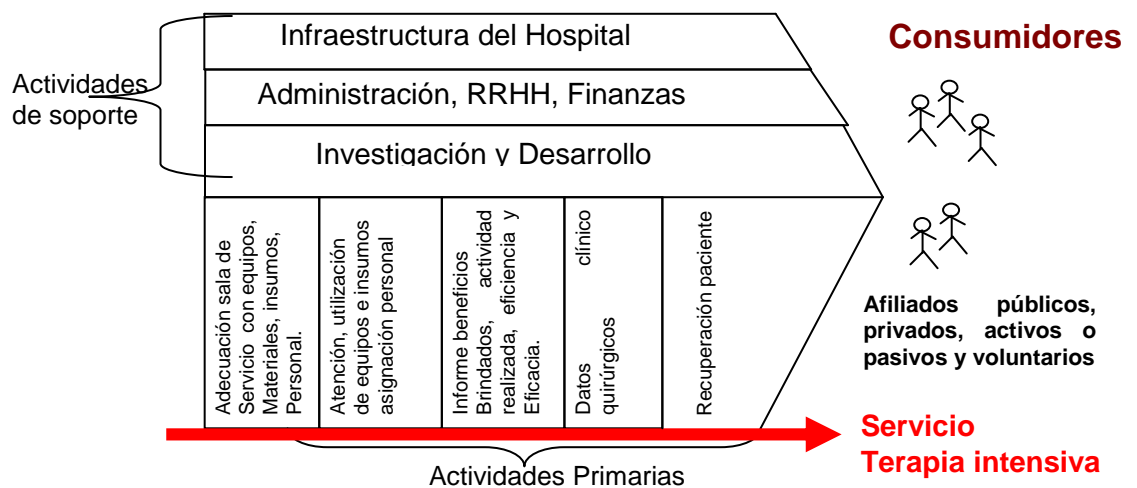 Infraestructura del Hospital
Consumidores
Actividades
de soporte
Administración, RRHH, Finanzas
Investigación y Desarrollo
Adecuación sala de
Servicio con equipos,
Materiales, insumos,
Personal.
Atención, utilización
de equipos e insumos
asignación personal
Informe beneficios
Brindados, actividad
realizada, eficiencia y
Eficacia.
Datos clínico
quirúrgicos
Recuperación paciente
Afiliados públicos,
privados, activos o
pasivos y voluntarios
Servicio
Terapia intensiva
Actividades Primarias